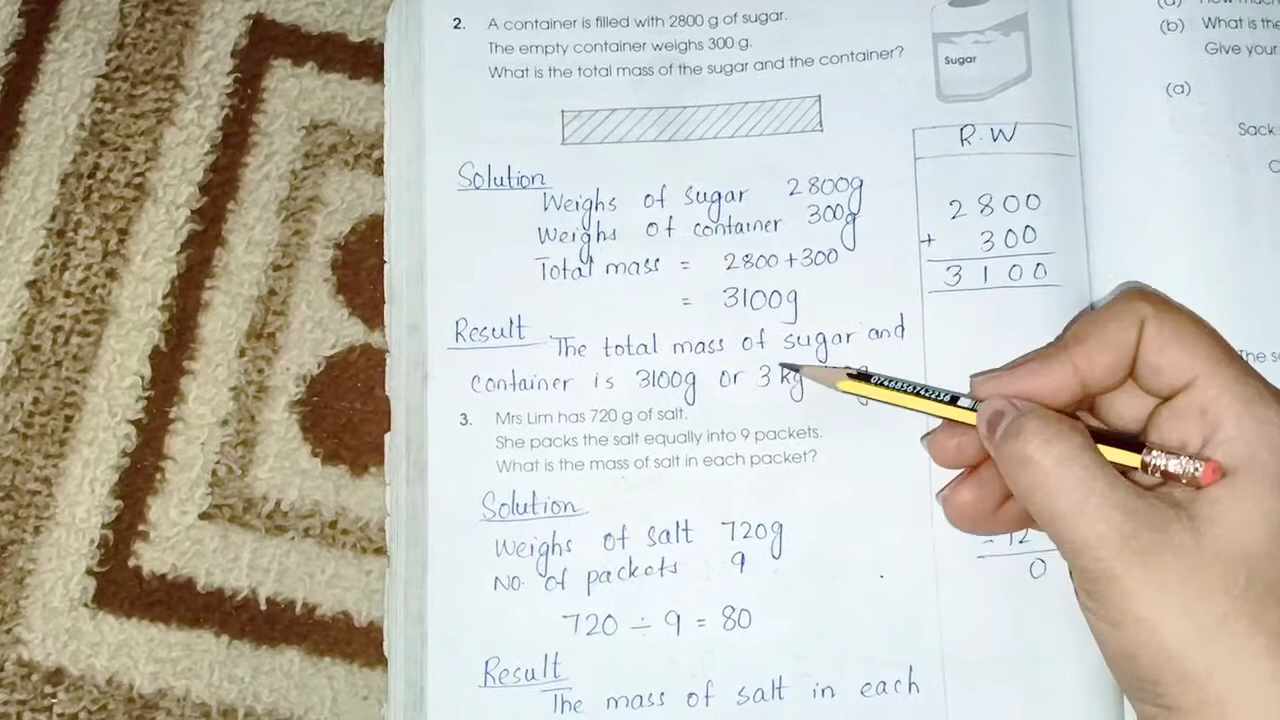 2. A container is filled with 2800 g of sugar.
The empty container weighs 300 g.
What is the total mass of the sugar and the container?
Sugar
Solution
Weighs of sugar 2800g
Weighs of container 300g
Total mass = 2800+300
= 3100g
Result The total mass of sugar and
container is 3100g or 3 kg
R.W
2800
+ 300
3100
3. Mrs Lim has 720 g of salt.
She packs the salt equally into 9 packets.
What is the mass of salt in each packet?
Solution
Weighs of salt 720g
No. of packets 9
720 ÷ 9 = 80
Result
The mass of salt in each
0
0746856742236
(b) What is the
Give your
(a)
Sack